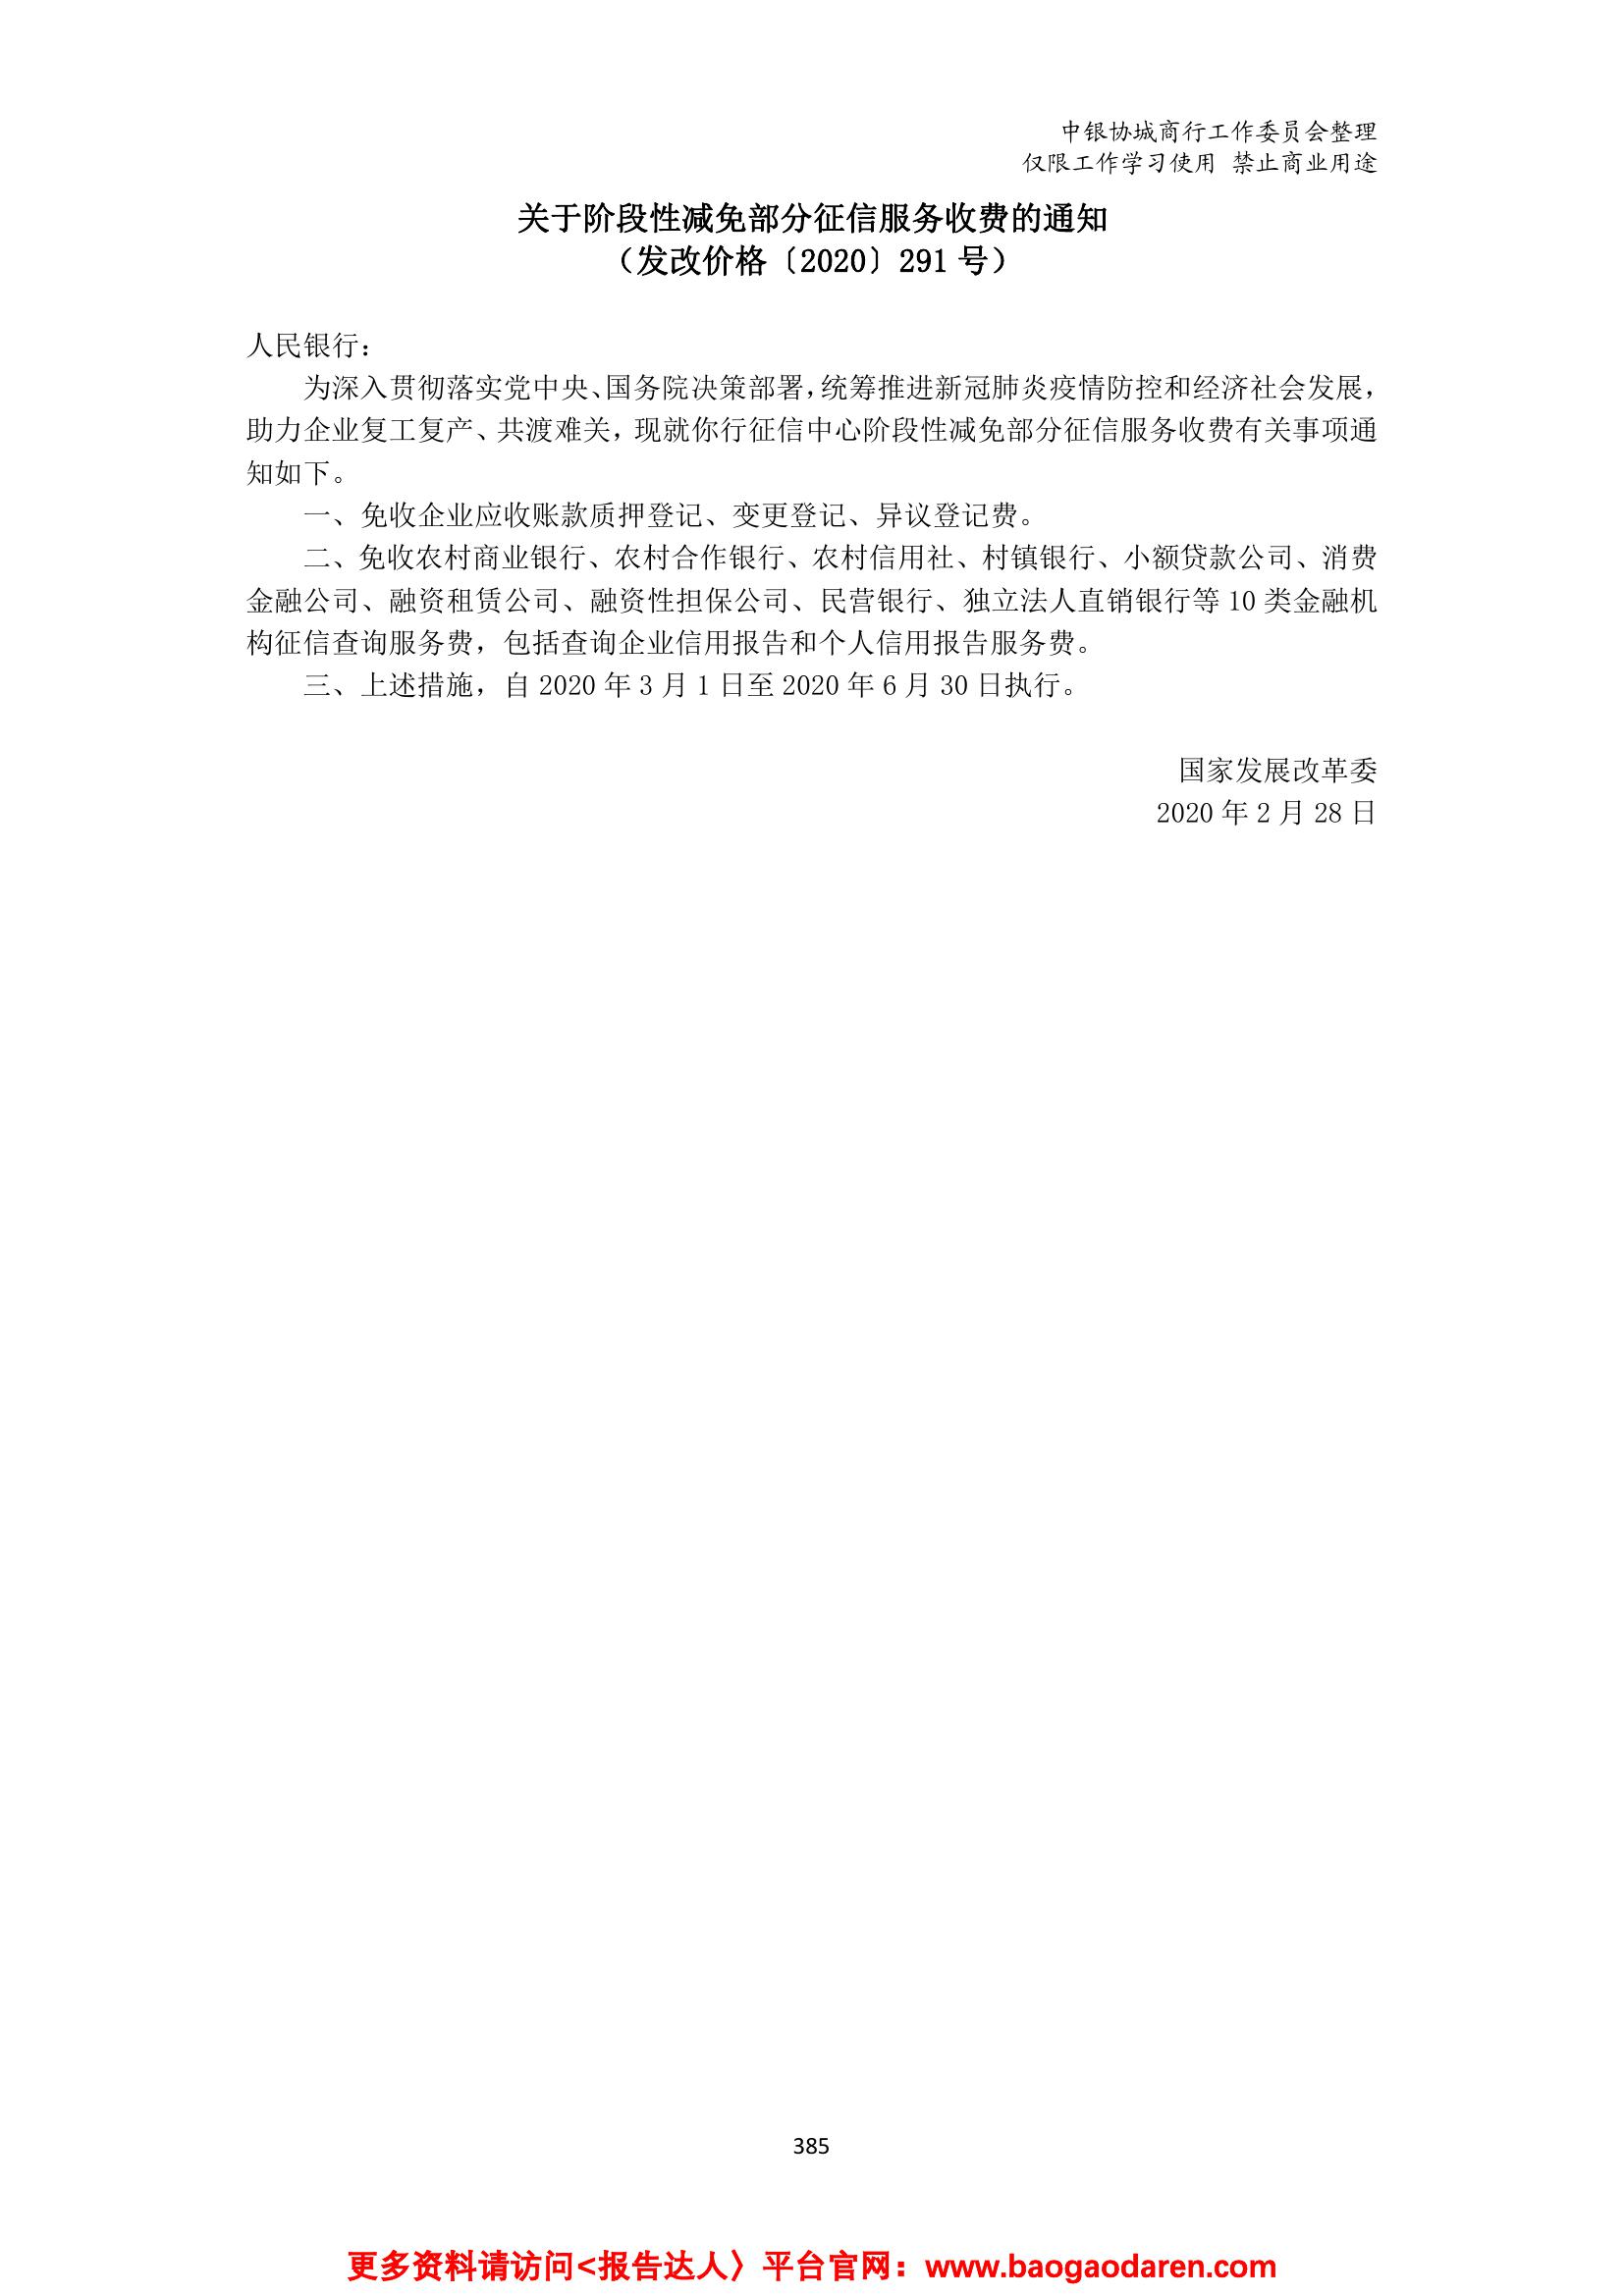 中银协城商行工作委员会整理
仅限工作学习使用 禁止商业用途
关于阶段性减免部分征信服务收费的通知
（发改价格〔2020〕291 号）
人民银行：
为深入贯彻落实党中央、国务院决策部署，统筹推进新冠肺炎疫情防控和经济社会发展，
助力企业复工复产、共渡难关，现就你行征信中心阶段性减免部分征信服务收费有关事项通
知如下。
一、免收企业应收账款质押登记、变更登记、异议登记费。
二、免收农村商业银行、农村合作银行、农村信用社、村镇银行、小额贷款公司、消费
金融公司、融资租赁公司、融资性担保公司、民营银行、独立法人直销银行等 10 类金融机
构征信查询服务费，包括查询企业信用报告和个人信用报告服务费。
三、上述措施，自 2020 年 3 月 1 日至 2020 年 6 月 30 日执行。
国家发展改革委
2020 年 2 月 28 日
385
更多资料请访问<报告达人〉平台官网：www.baogaodaren.com